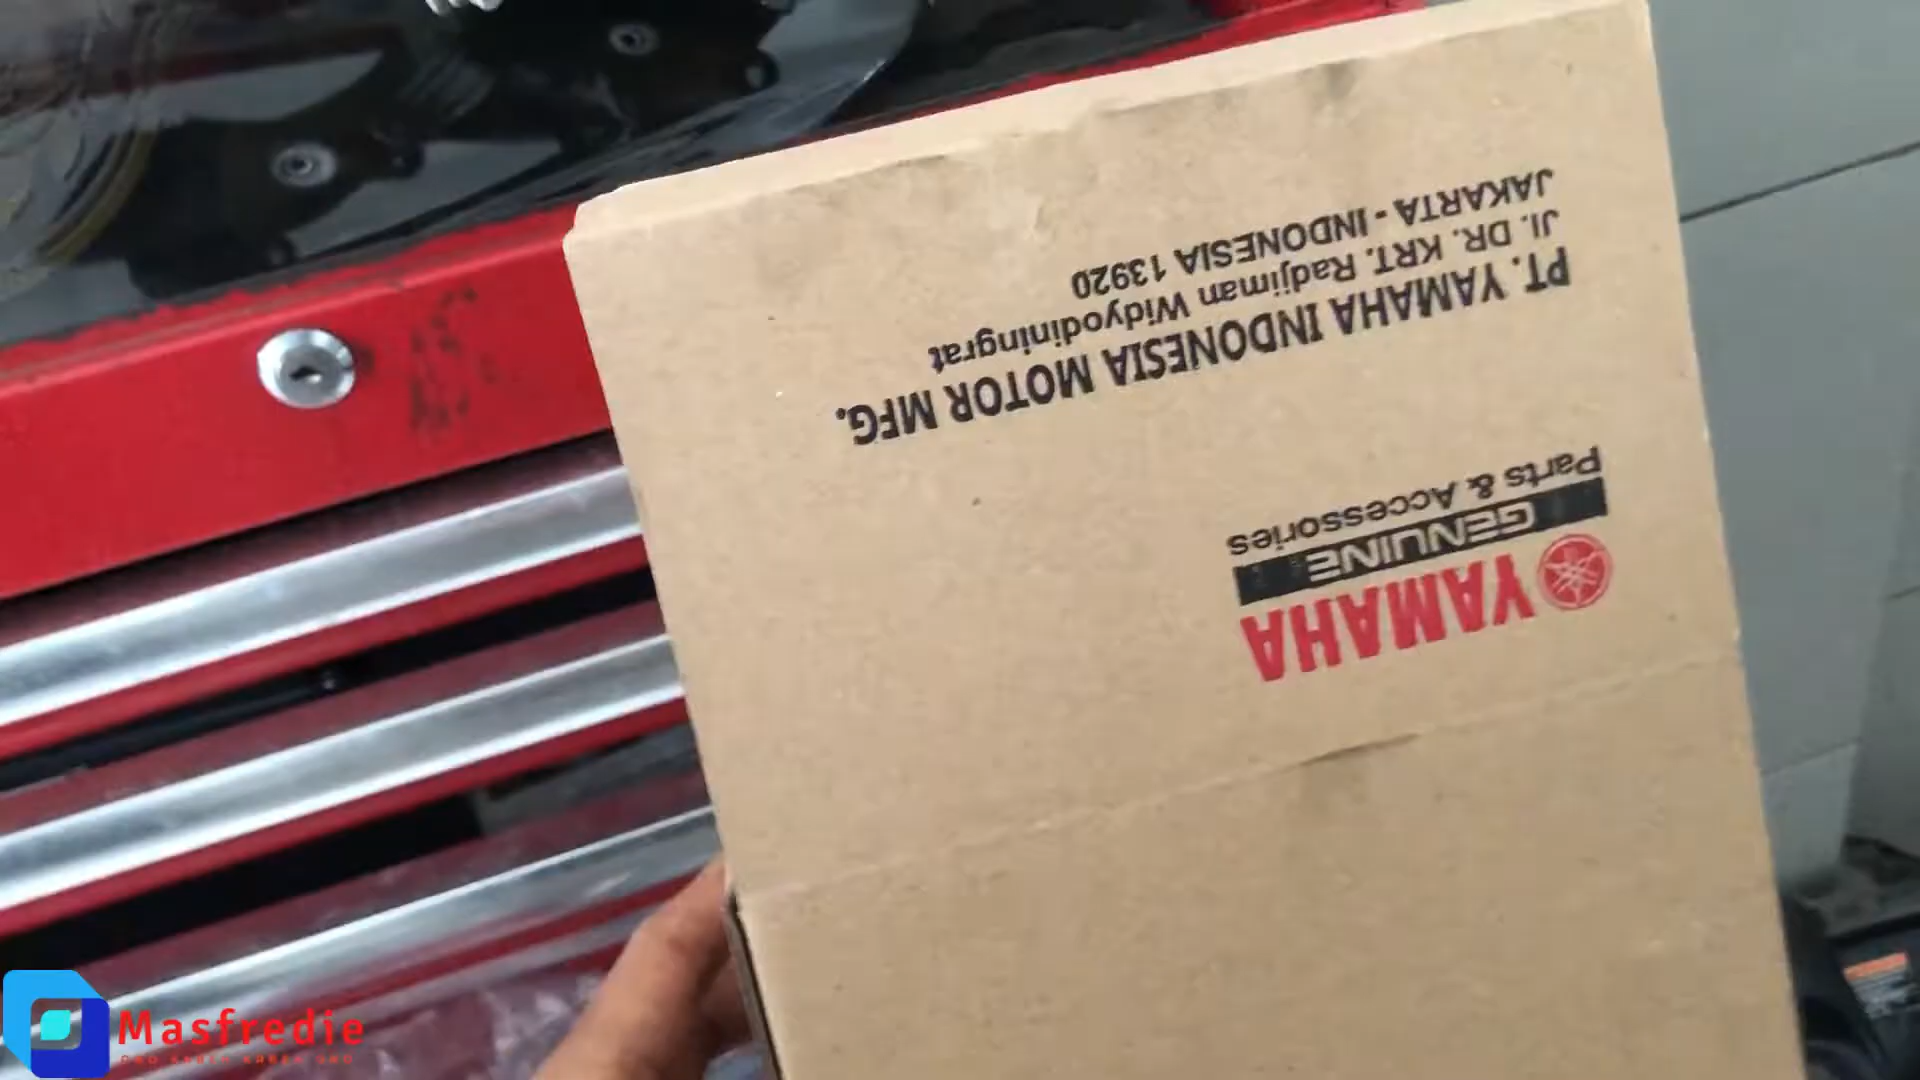 YAMAHA
GENUINE
Parts & Accessories
PT. YAMAHA INDONESIA MOTOR MFG.
Jl. DR. KRT. Radjiman Widyodiningrat
JAKARTA - INDONESIA 13920
Masfredie